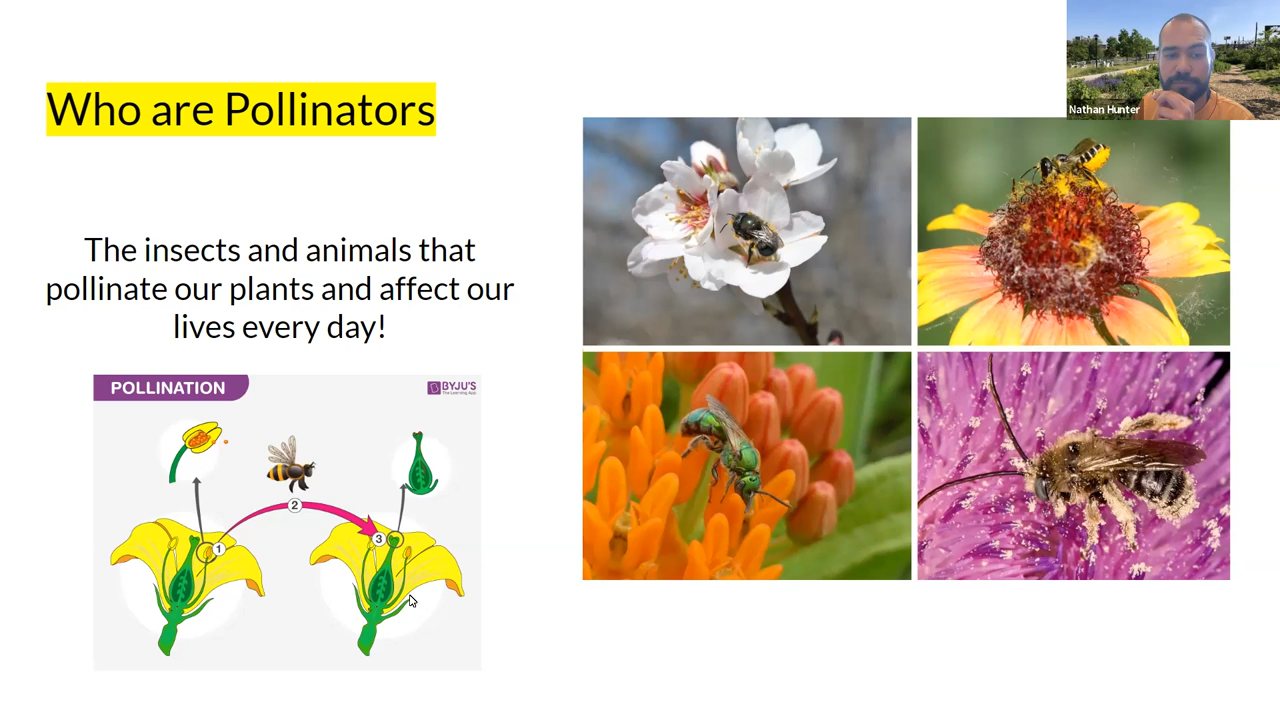 Who are Pollinators
Nathan Hunter
The insects and animals that
pollinate our plants and affect our
lives every day!
POLLINATION
BYJU'S
The Learning App
2
1
3